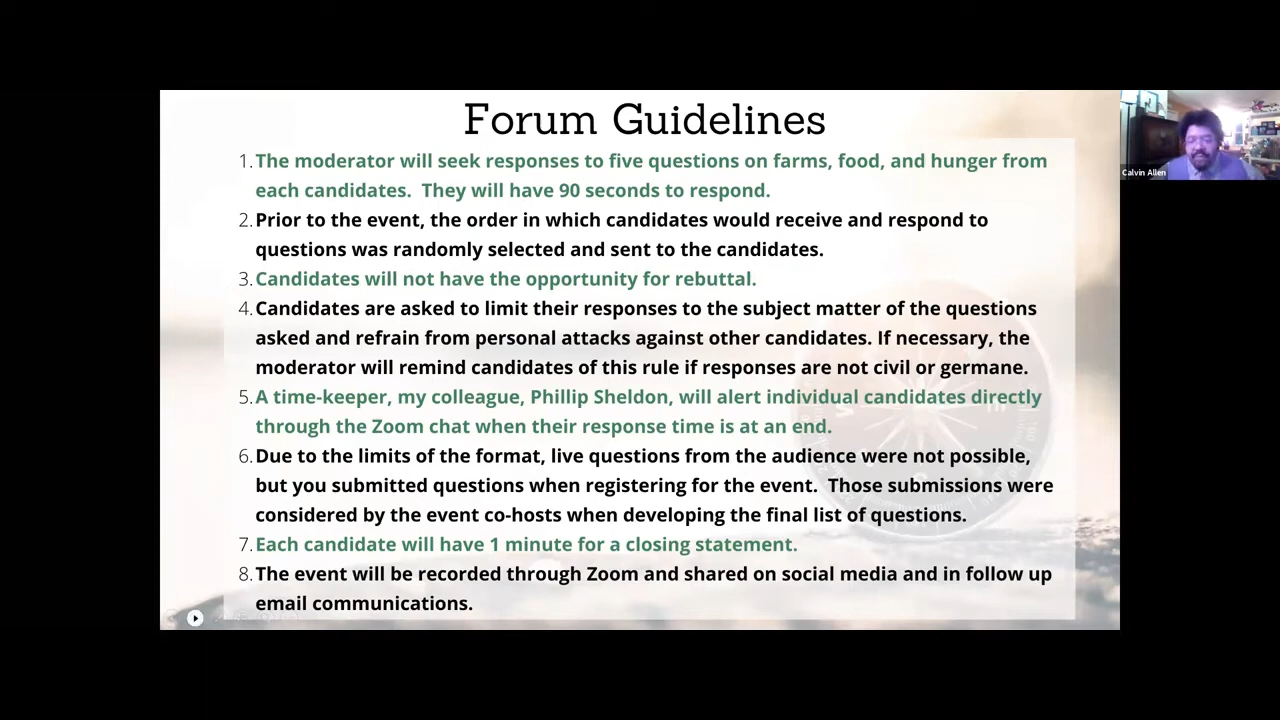 Forum Guidelines
1. The moderator will seek responses to five questions on farms, food, and hunger from
each candidates.  They will have 90 seconds to respond.
2. Prior to the event, the order in which candidates would receive and respond to
questions was randomly selected and sent to the candidates.
3. Candidates will not have the opportunity for rebuttal.
4. Candidates are asked to limit their responses to the subject matter of the questions
asked and refrain from personal attacks against other candidates. If necessary, the
moderator will remind candidates of this rule if responses are not civil or germane.
5. A time-keeper, my colleague, Phillip Sheldon, will alert individual candidates directly
through the Zoom chat when their response time is at an end.
6. Due to the limits of the format, live questions from the audience were not possible,
but you submitted questions when registering for the event.  Those submissions were
considered by the event co-hosts when developing the final list of questions.
7. Each candidate will have 1 minute for a closing statement.
8. The event will be recorded through Zoom and shared on social media and in follow up
email communications.
Calvin Allen